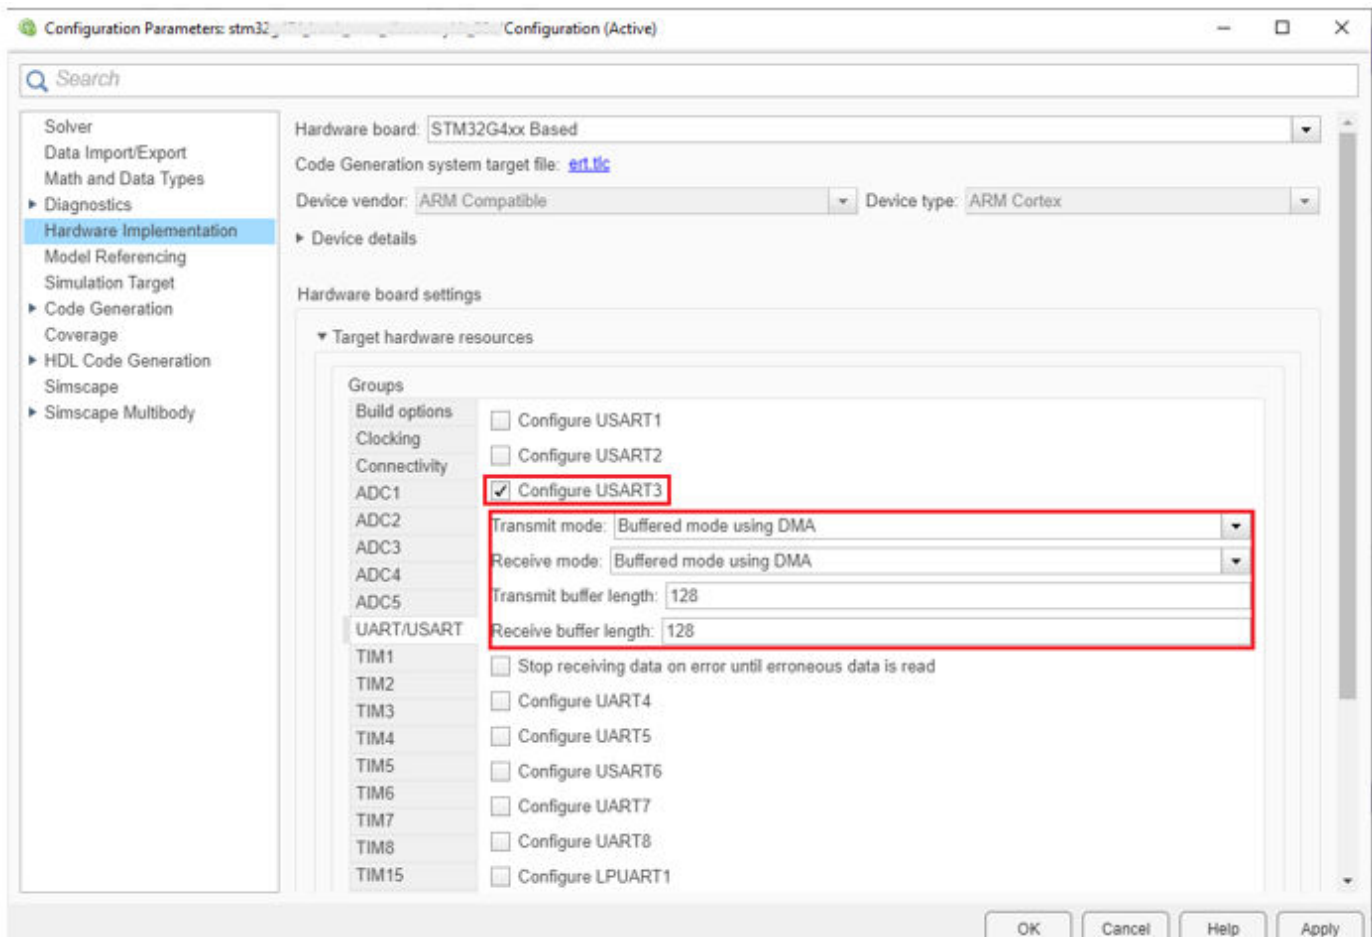 Configuration Parameters: stm32 Configuration (Active)
Search
Solver
Data Import/Export
Math and Data Types
Diagnostics
Hardware Implementation
Model Referencing
Simulation Target
Code Generation
Coverage
HDL Code Generation
Simscape
Simscape Multibody
Hardware board: STM32G4xx Based
Code Generation system target file: ert.tlc
Device vendor: ARM Compatible Device type: ARM Cortex
Device details
Hardware board settings
Target hardware resources
Groups
Build options
Clocking
Connectivity
ADC1
ADC2
ADC3
ADC4
ADC5
UART/USART
TIM1
TIM2
TIM3
TIM4
TIM5
TIM6
TIM7
TIM8
TIM15
Configure USART1
Configure USART2
Configure USART3
Transmit mode: Buffered mode using DMA
Receive mode: Buffered mode using DMA
Transmit buffer length: 128
Receive buffer length: 128
Stop receiving data on error until erroneous data is read
Configure UART4
Configure UART5
Configure USART6
Configure UART7
Configure UART8
Configure LPUART1
OK Cancel Help Apply